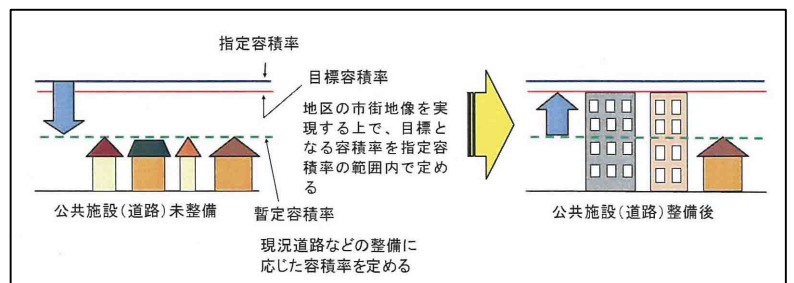 指定容積率
目標容積率
地区の市街地像を実
現する上で、目標と
なる容積率を指定容
積率の範囲内で定め
る
公共施設(道路)未整備
暫定容積率
現況道路などの整備に
応じた容積率を定める
公共施設(道路)整備後